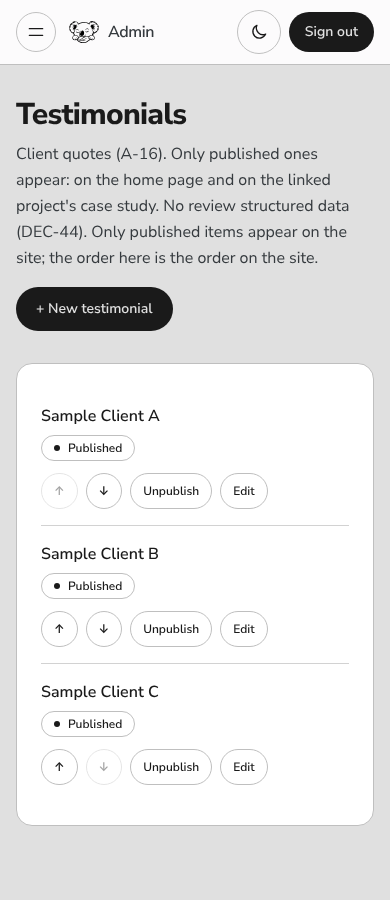 Admin
Sign out
Testimonials
Client quotes (A-16). Only published ones
appear: on the home page and on the linked
project's case study. No review structured data
(DEC-44). Only published items appear on the
site; the order here is the order on the site.
+ New testimonial
Sample Client A
Published
↑ ↓ Unpublish Edit
Sample Client B
Published
↑ ↓ Unpublish Edit
Sample Client C
Published
↑ ↓ Unpublish Edit